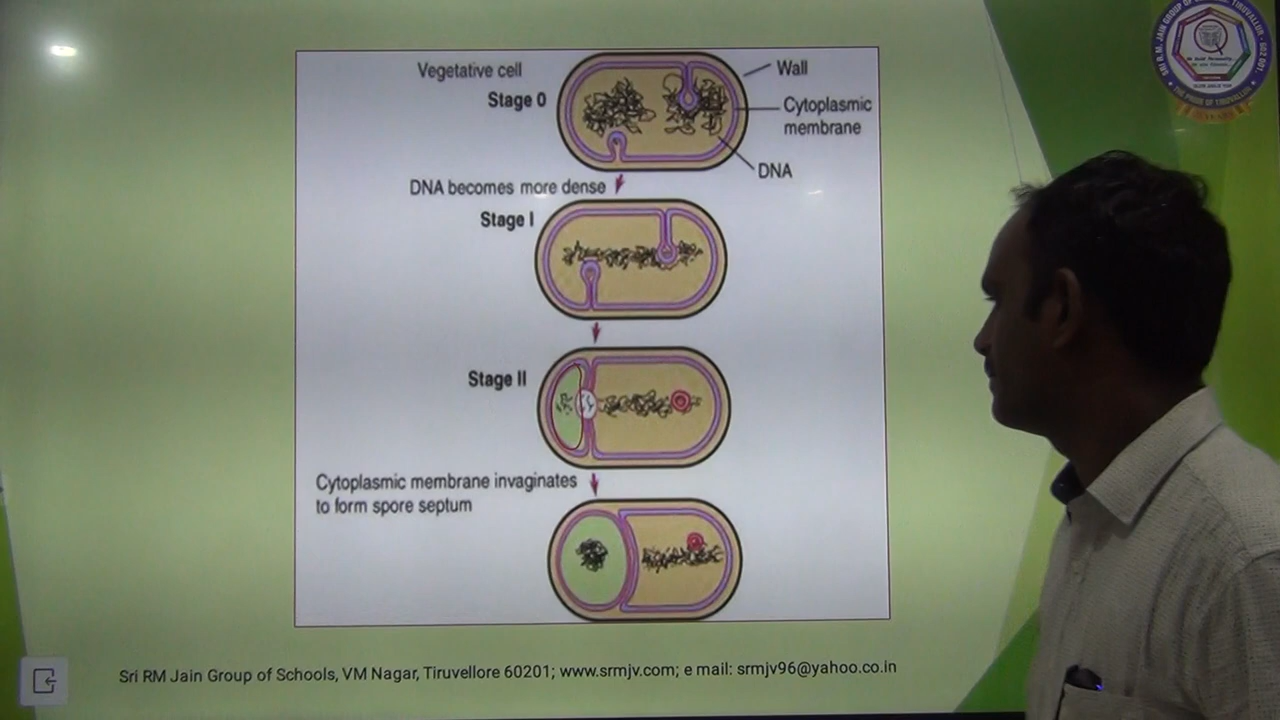 Vegetative cell
Stage 0
Wall
Cytoplasmic
membrane
DNA
DNA becomes more dense
Stage I
Stage II
Cytoplasmic membrane invaginates
to form spore septum
Sri RM Jain Group of Schools, VM Nagar, Tiruvellore 60201; www.srmjv.com; e mail: srmjv96@yahoo.co.in